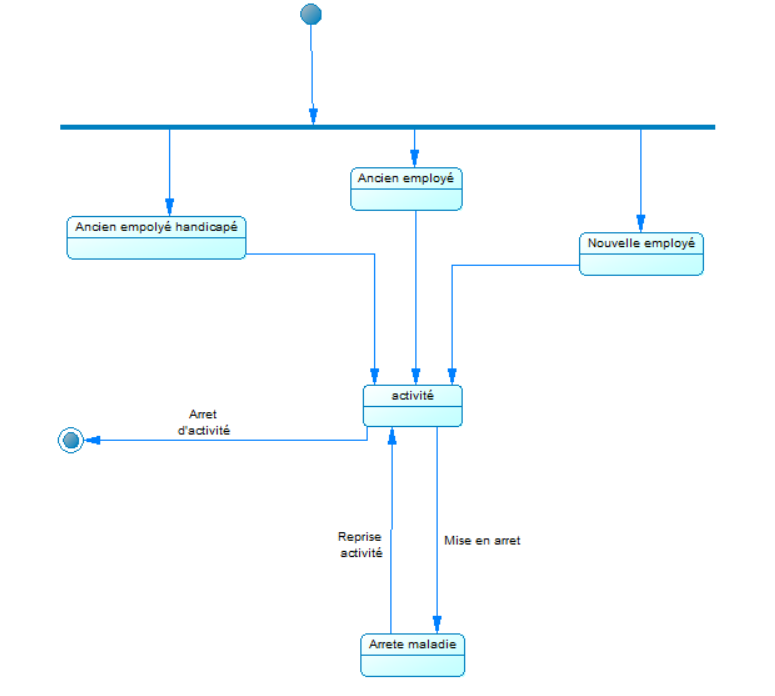 Ancien employé
Ancien empolyé handicapé
Nouvelle employé
activité
Arret
d'activité
Reprise
activité
Mise en arret
Arrete maladie